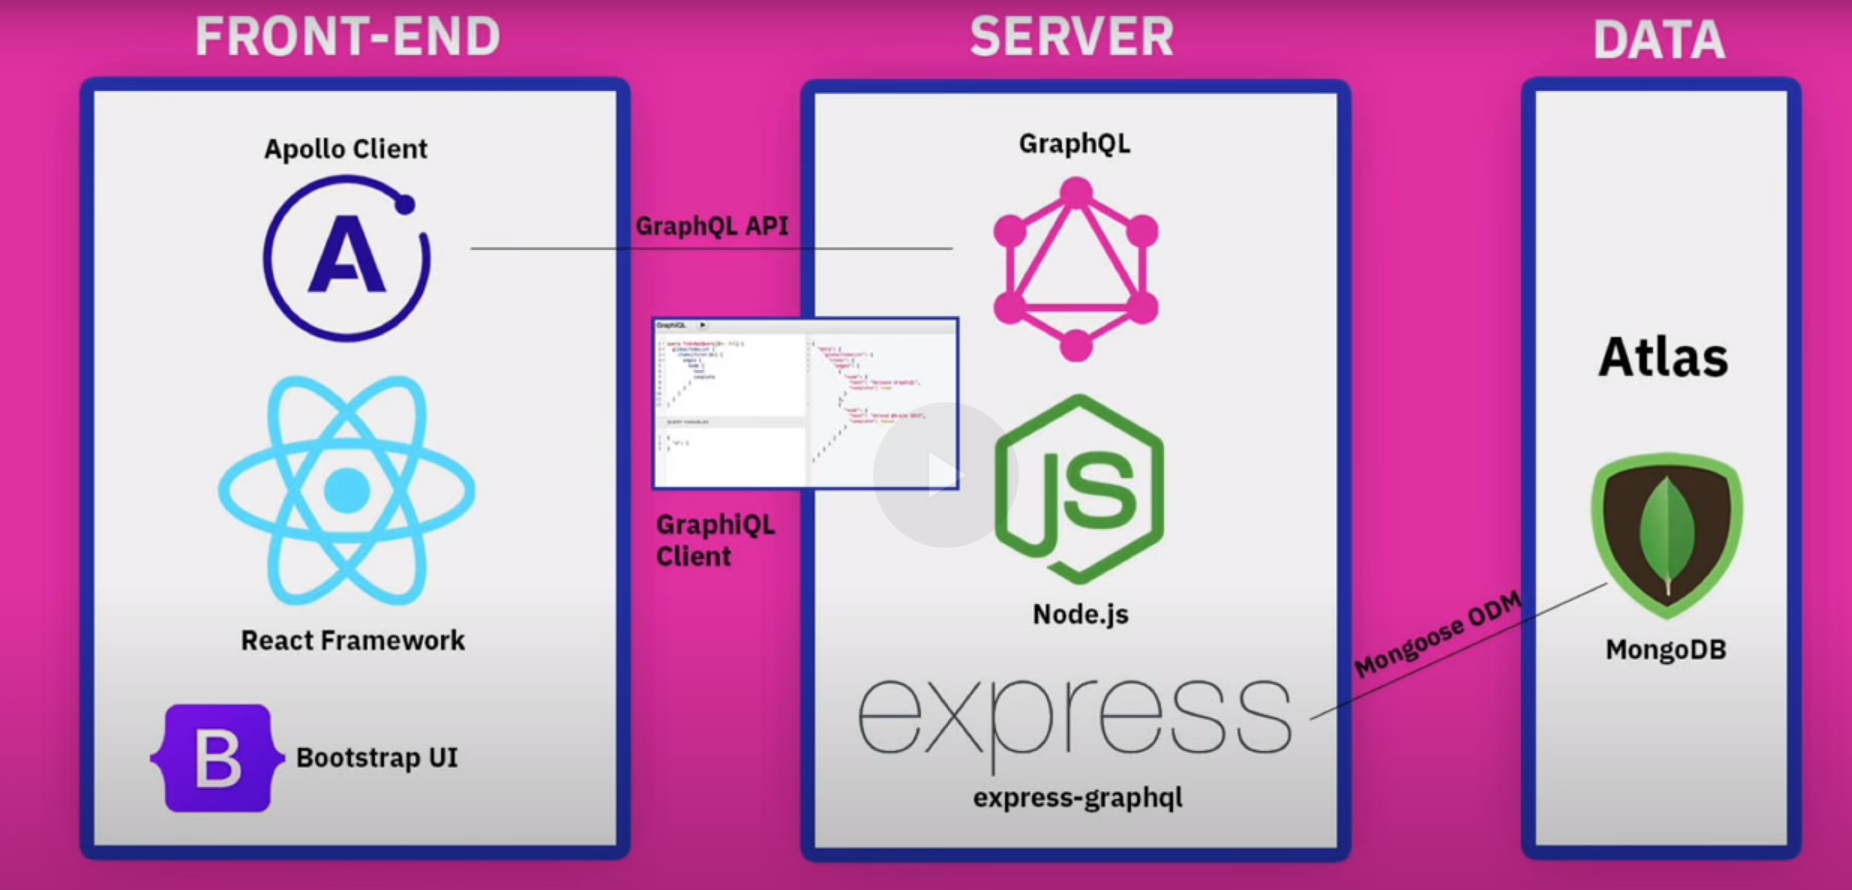 FRONT-END
SERVER
DATA
Apollo Client
A
React Framework
B
Bootstrap UI
GraphQL API
GraphiQL
GraphiQL
Client
GraphQL
JS
Node.js
express
express-graphql
Mongoose ODM
Atlas
MongoDB